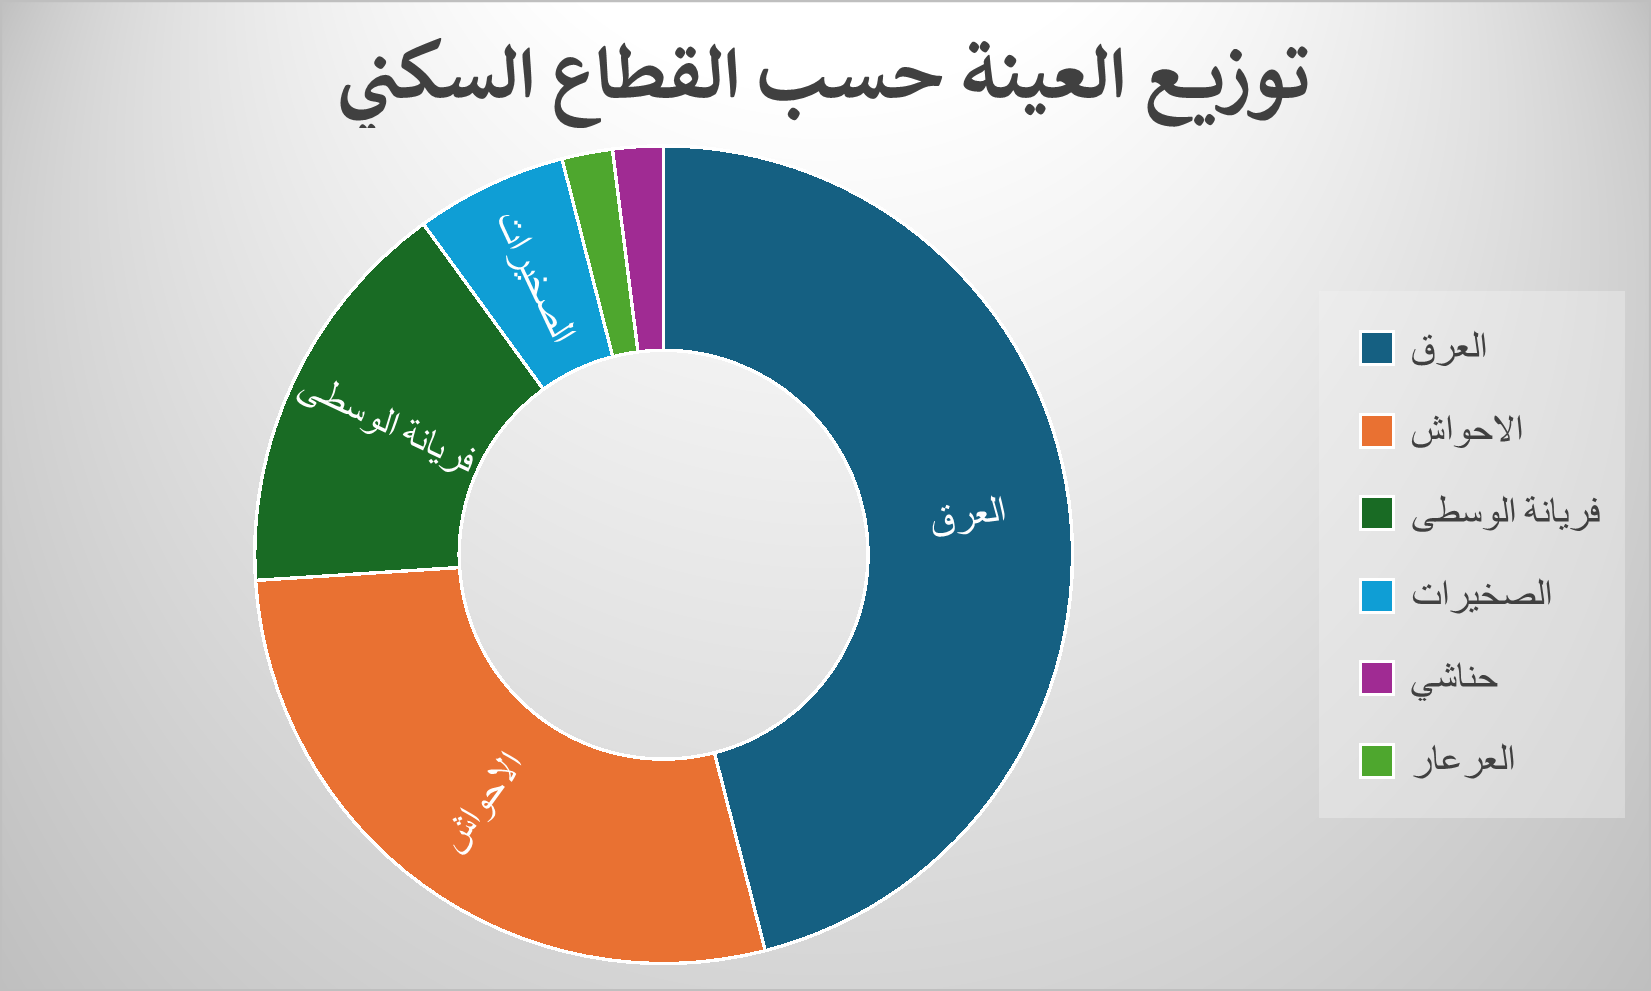 توزيع العينة حسب القطاع السكني
العرق
الاحواش
فريانة الوسطى
الصخيرات
العرق
الاحواش
فريانة الوسطى
الصخيرات
حناشي
العرعار